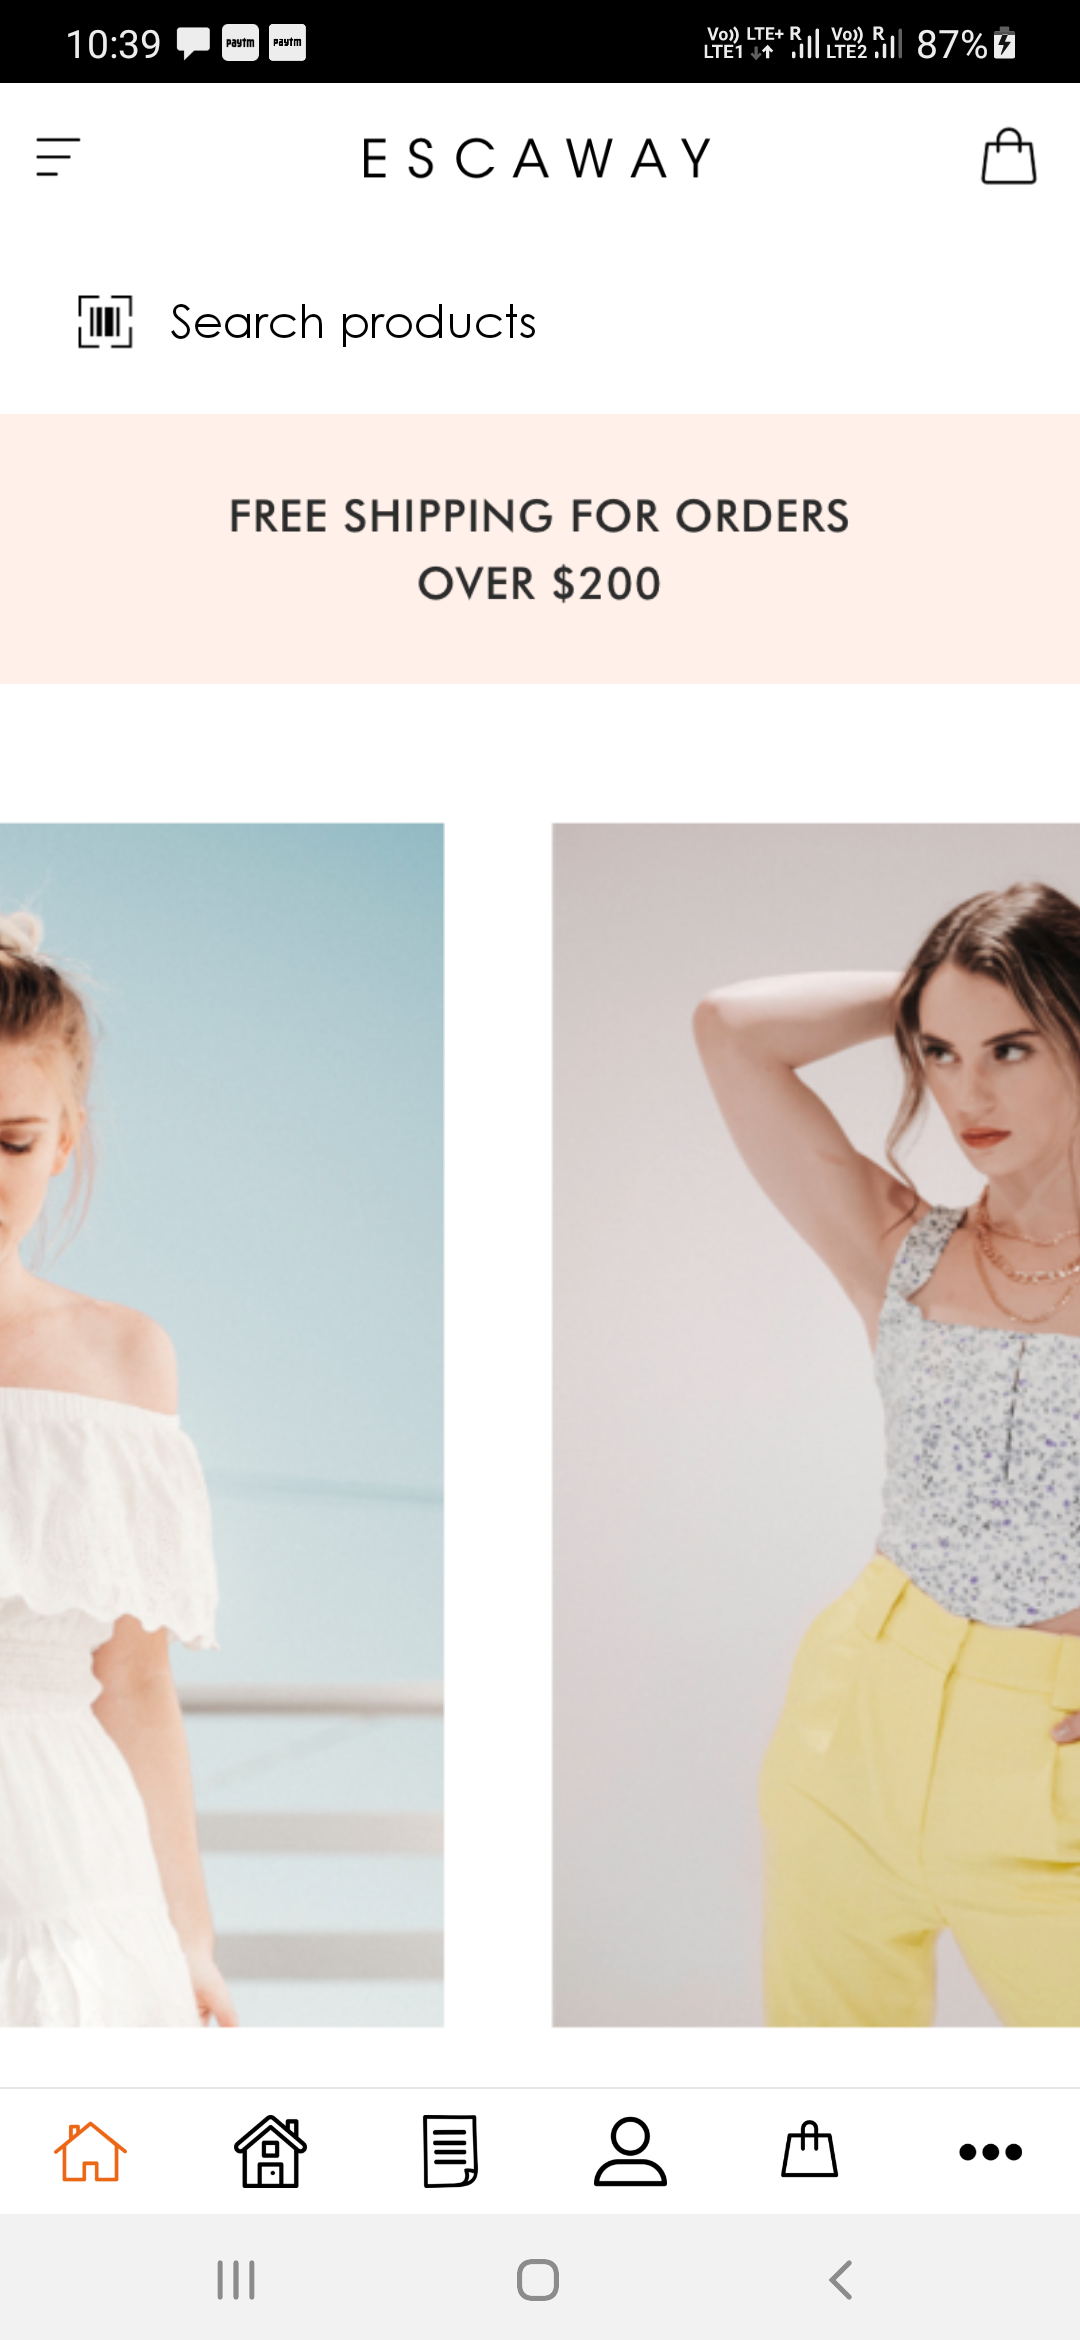 10:39 paytm paytm Vo)) LTE1 LTE+ R Vo)) LTE2 R 87%
ESCAWAY
Search products
FREE SHIPPING FOR ORDERS
OVER $200